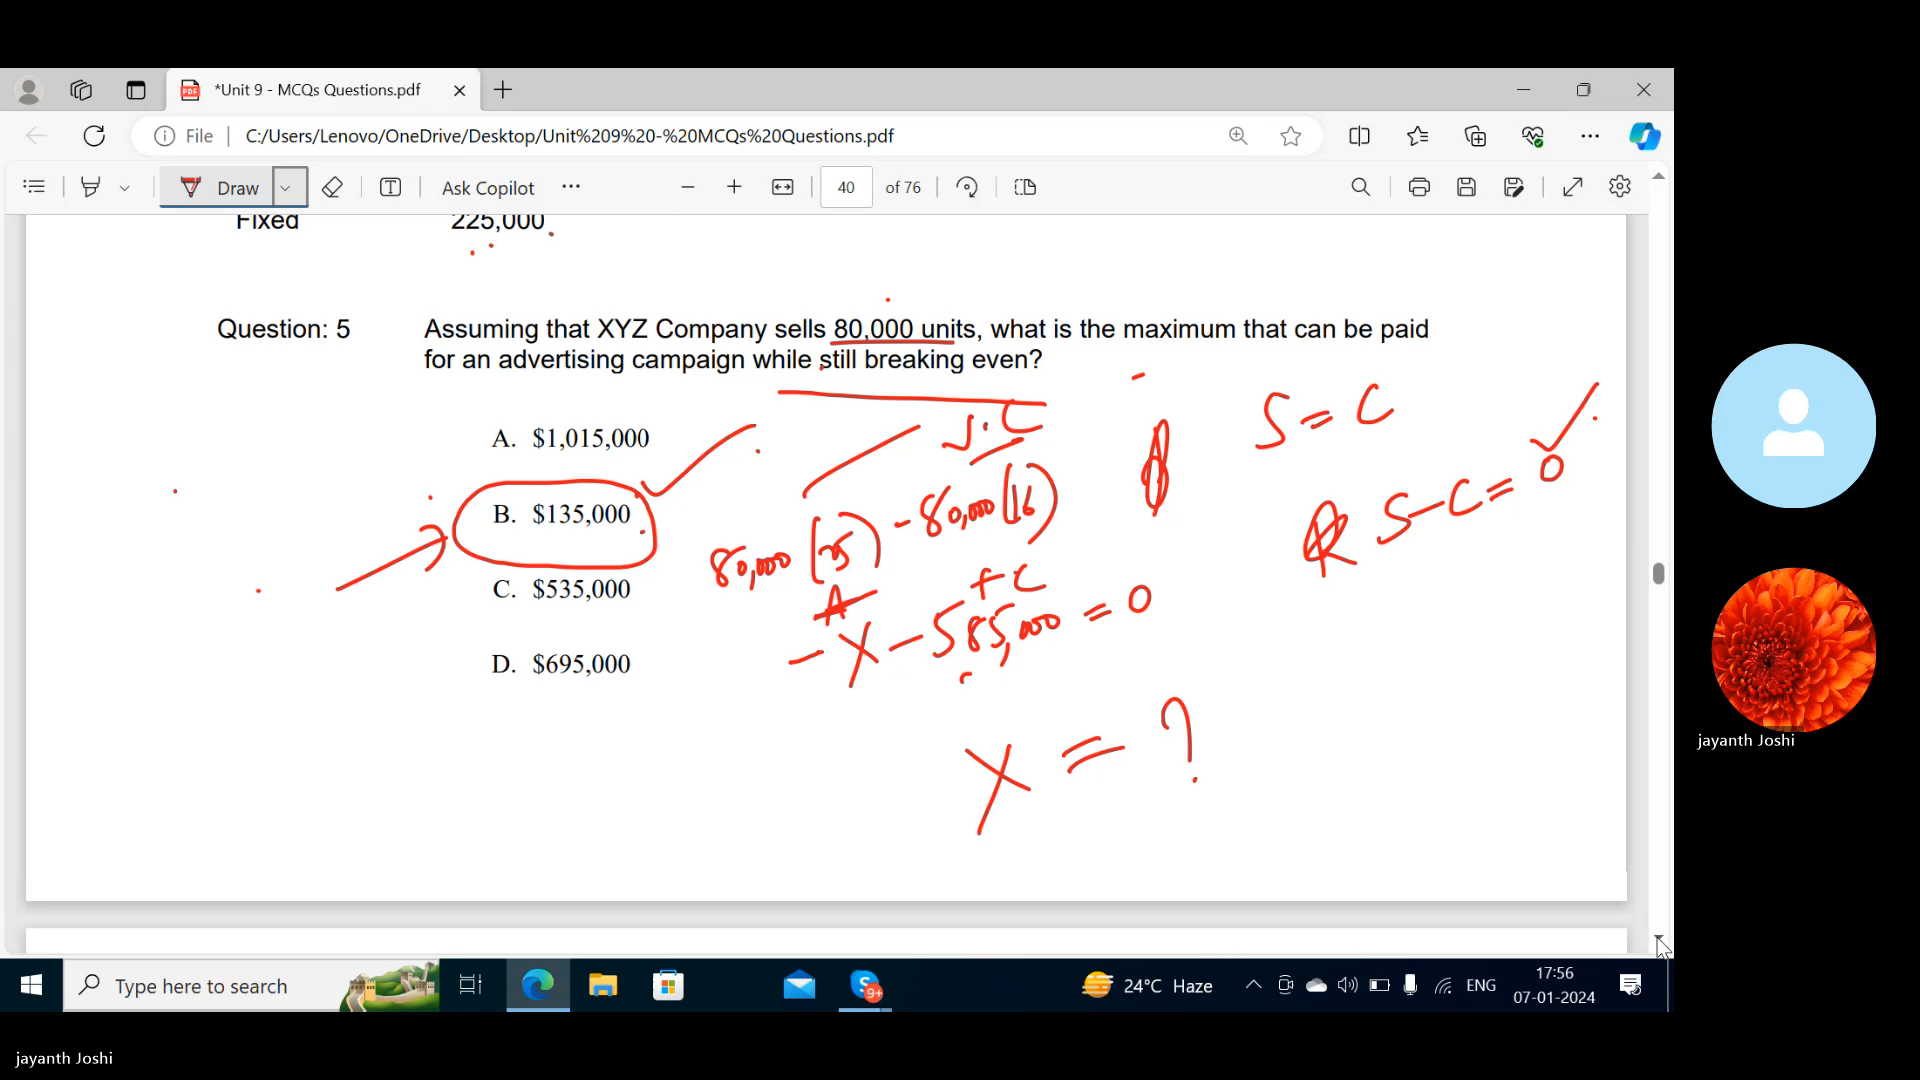 *Unit 9 - MCQs Questions.pdf
File
C:/Users/Lenovo/OneDrive/Desktop/Unit%209%20-%20MCQs%20Questions.pdf
Draw
Ask Copilot
40 of 76
Fixed 225,000
Question: 5 Assuming that XYZ Company sells 80,000 units, what is the maximum that can be paid
for an advertising campaign while still breaking even?
A. $1,015,000
B. $135,000
C. $535,000
D. $695,000
S = C
S - C = 0
80,000 (25) - 80,000 (16)
- X - 585,000 = 0
X = ?
jayanth Joshi
Type here to search
9+
24°C Haze
ENG
17:56
07-01-2024
jayanth Joshi